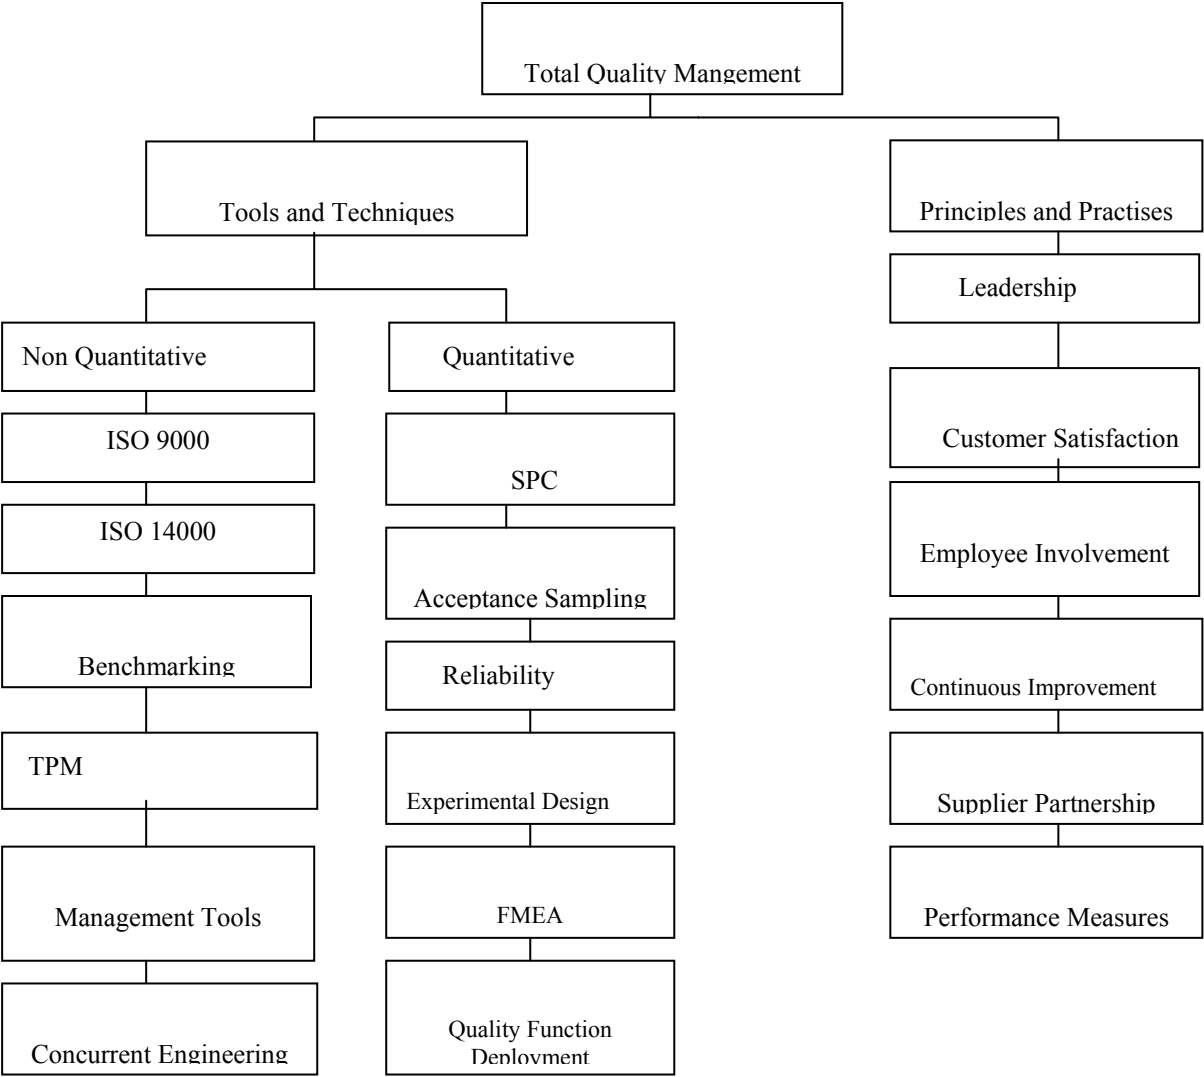 Total Quality Mangement
Tools and Techniques
Principles and Practises
Leadership
Non Quantitative
Quantitative
ISO 9000
Customer Satisfaction
SPC
ISO 14000
Employee Involvement
Acceptance Sampling
Benchmarking
Reliability
Continuous Improvement
TPM
Experimental Design
Supplier Partnership
Management Tools
FMEA
Performance Measures
Quality Function
Deployment
Concurrent Engineering